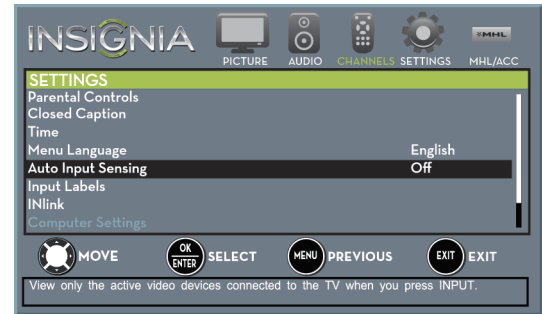 INSIGNIA
PICTURE AUDIO CHANNELS SETTINGS MHL/ACC
MHL
SETTINGS
Parental Controls
Closed Caption
Time
Menu Language English
Auto Input Sensing Off
Input Labels
INlink
Computer Settings
MOVE OK ENTER SELECT MENU PREVIOUS EXIT EXIT
View only the active video devices connected to the TV when you press INPUT.